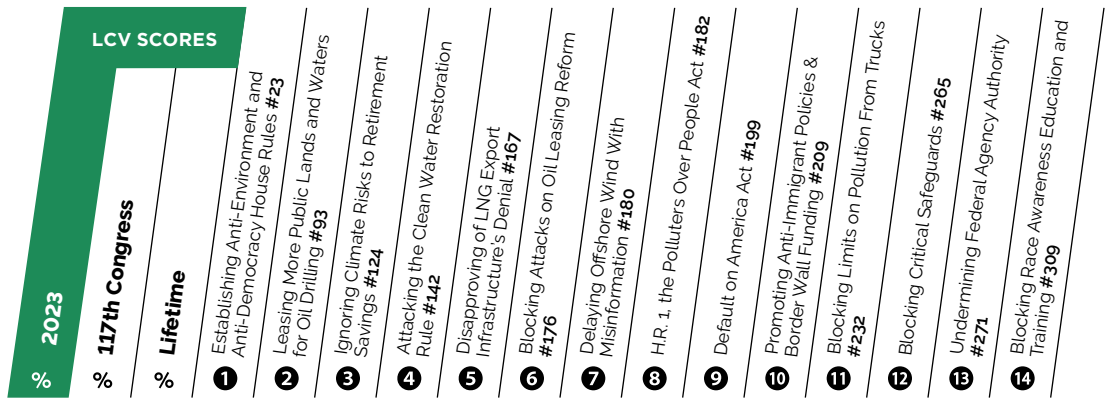 LCV SCORES
2023
%
117th Congress
%
Lifetime
%
Establishing Anti-Environment and
Anti-Democracy House Rules #23
1
Leasing More Public Lands and Waters
for Oil Drilling #93
2
Ignoring Climate Risks to Retirement
Savings #124
3
Attacking the Clean Water Restoration
Rule #142
4
Disapproving of LNG Export
Infrastructure's Denial #167
5
Blocking Attacks on Oil Leasing Reform
#176
6
Delaying Offshore Wind With
Misinformation #180
7
H.R. 1, the Polluters Over People Act #182
8
Default on America Act #199
9
Promoting Anti-Immigrant Policies &
Border Wall Funding #209
10
Blocking Limits on Pollution From Trucks
#232
11
Blocking Critical Safeguards #265
12
Undermining Federal Agency Authority
#271
13
Blocking Race Awareness Education and
Training #309
14